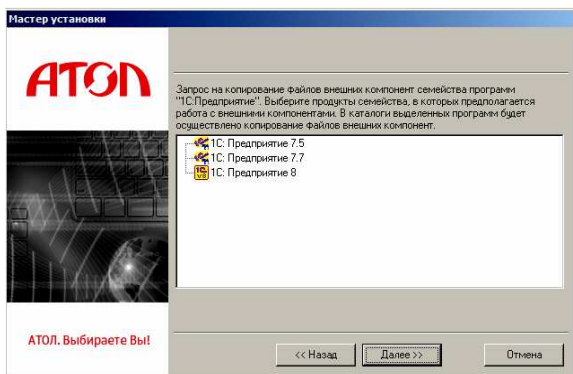 Мастер установки
АТОЛ
Запрос на копирование файлов внешних компонент семейства программ
"1С:Предприятие". Выберите продукты семейства, в которых предполагается
работа с внешними компонентами. В каталоги выделенных программ будет
осуществлено копирование файлов внешних компонент.
1С: Предприятие 7.5
1С: Предприятие 7.7
1С: Предприятие 8
АТОЛ. Выбираете Вы!
<< Назад
Далее >>
Отмена